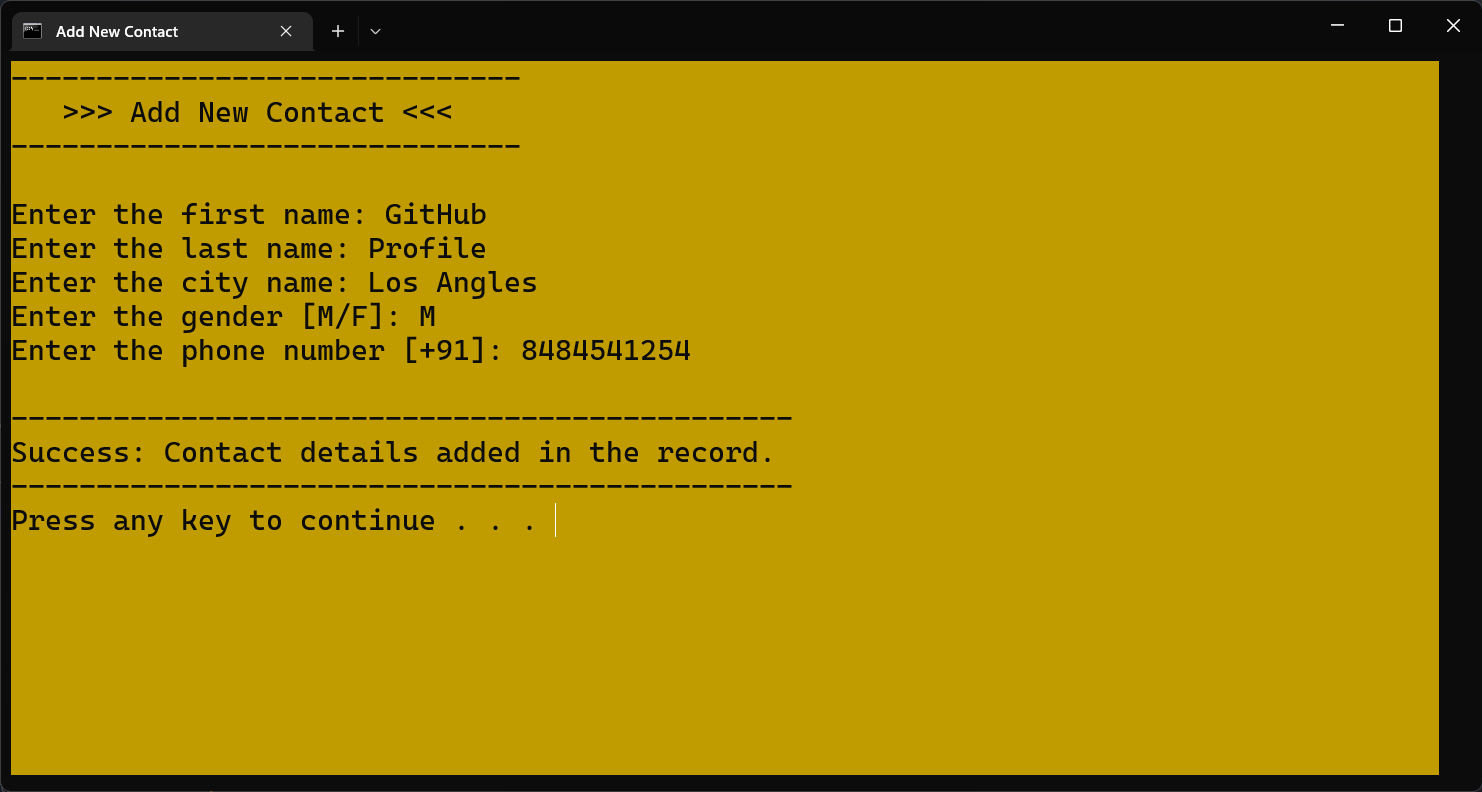 Add New Contact
------------------------------
>>> Add New Contact <<<
------------------------------
Enter the first name: GitHub
Enter the last name: Profile
Enter the city name: Los Angles
Enter the gender [M/F]: M
Enter the phone number [+91]: 8484541254
----------------------------------------------
Success: Contact details added in the record.
----------------------------------------------
Press any key to continue . . .